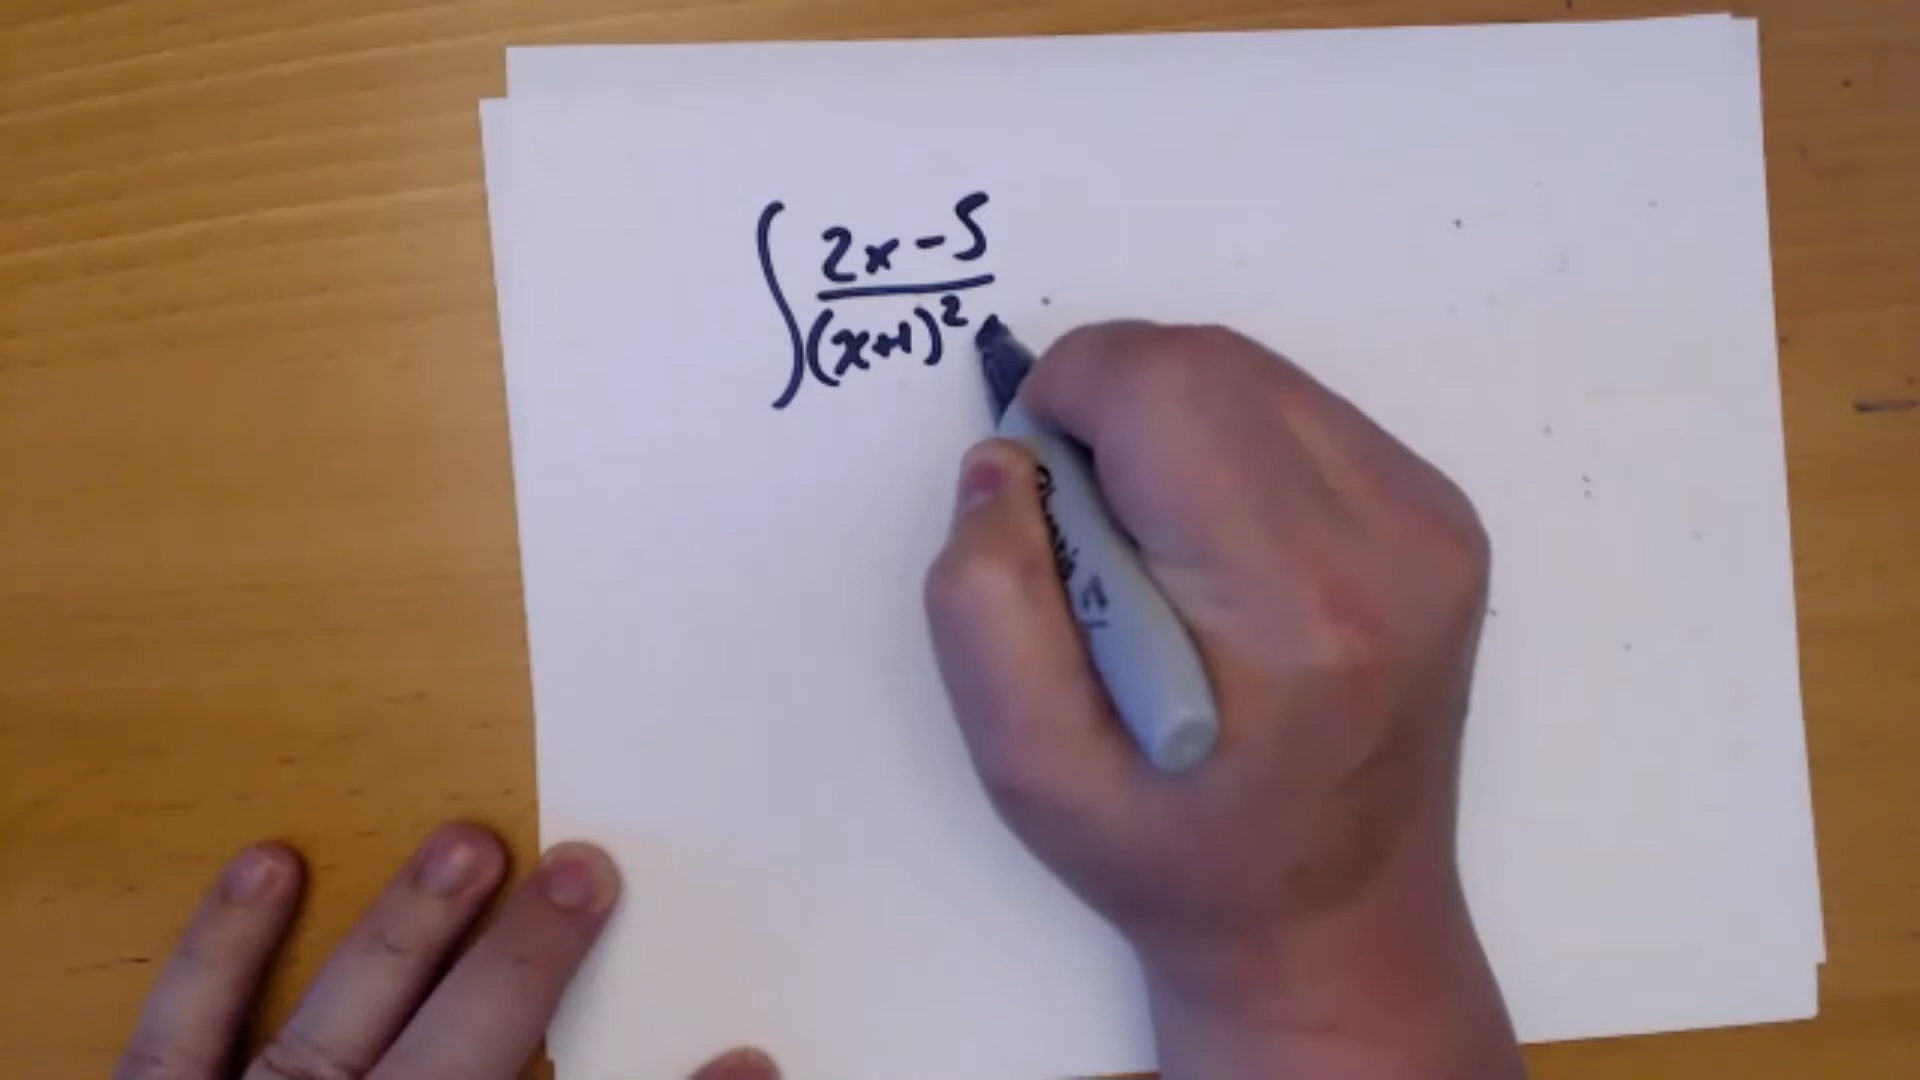 ∫ 2x-5
(x+1)²